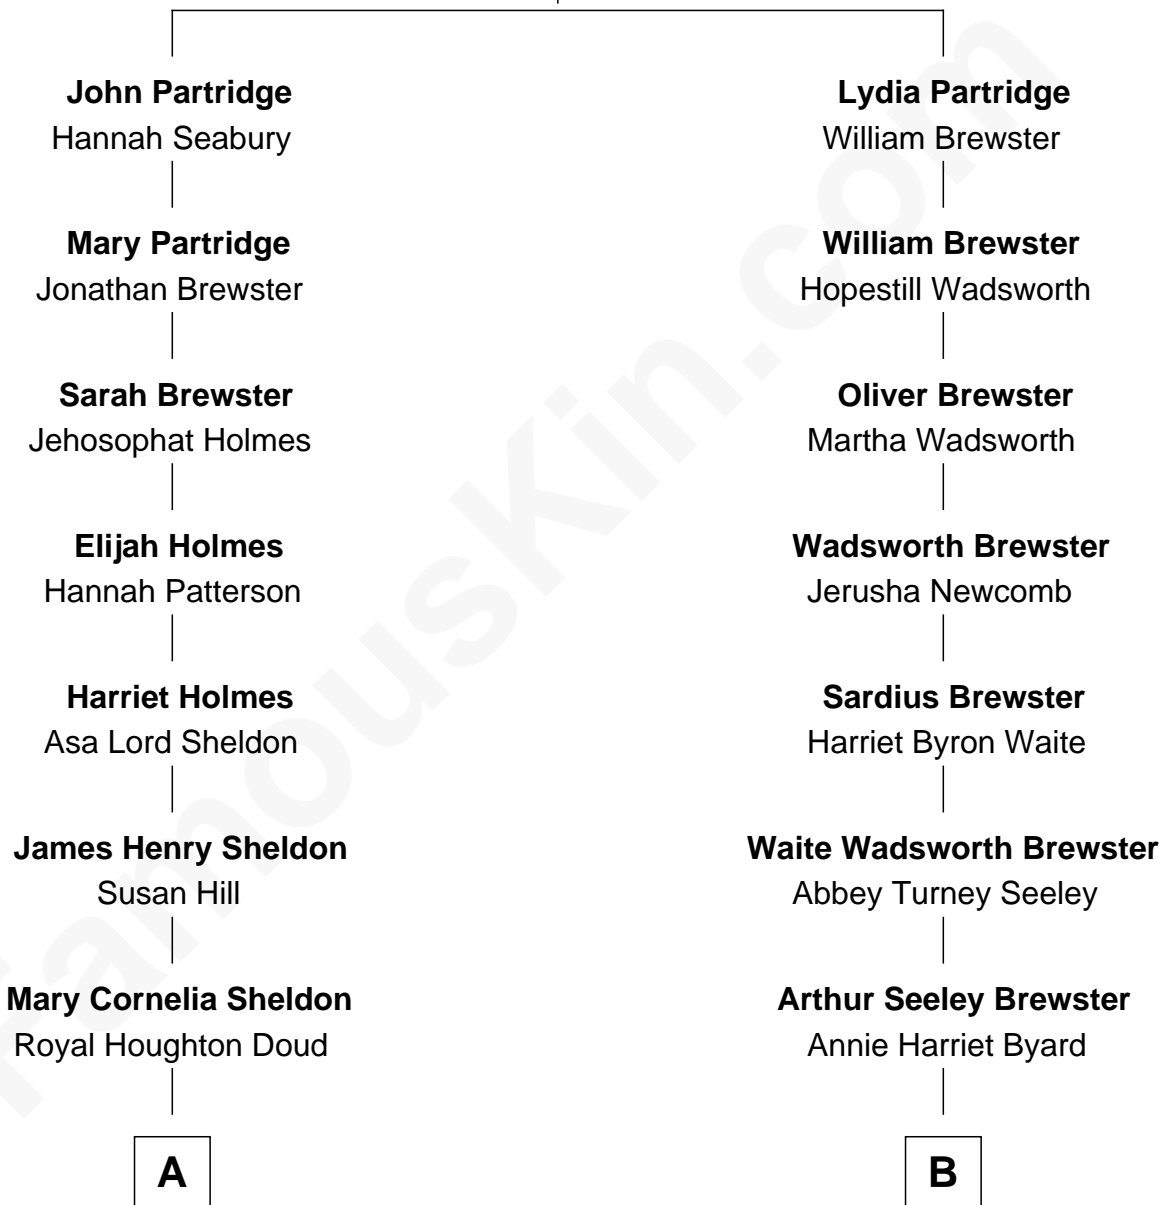 John Partridge
Hannah Seabury
Mary Partridge
Jonathan Brewster
Sarah Brewster
Jehosophat Holmes
Elijah Holmes
Hannah Patterson
Harriet Holmes
Asa Lord Sheldon
James Henry Sheldon
Susan Hill
Mary Cornelia Sheldon
Royal Houghton Doud
A
Lydia Partridge
William Brewster
William Brewster
Hopestill Wadsworth
Oliver Brewster
Martha Wadsworth
Wadsworth Brewster
Jerusha Newcomb
Sardius Brewster
Harriet Byron Waite
Waite Wadsworth Brewster
Abbey Turney Seeley
Arthur Seeley Brewster
Annie Harriet Byard
B
FamousKin.com